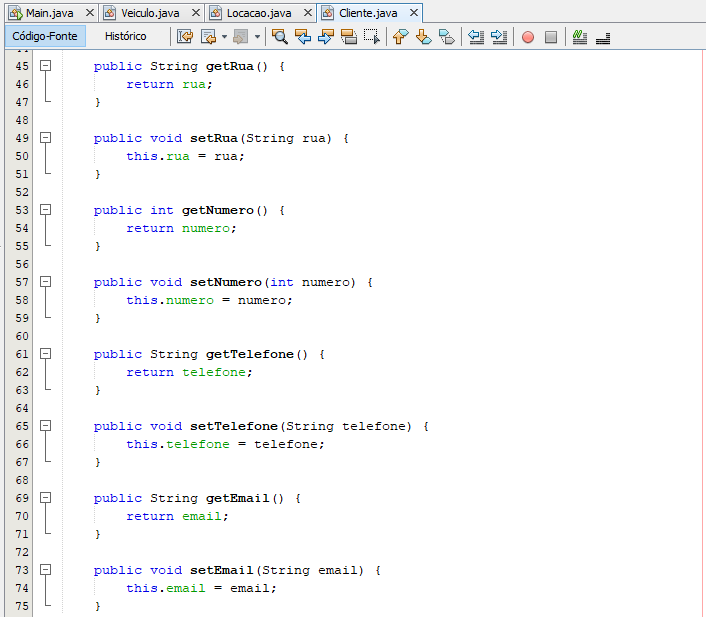 Main.java Veiculo.java Locacao.java Cliente.java
Código-Fonte Histórico
45 public String getRua() {
46 return rua;
47 }
48
49 public void setRua(String rua) {
50 this.rua = rua;
51 }
52
53 public int getNumero() {
54 return numero;
55 }
56
57 public void setNumero(int numero) {
58 this.numero = numero;
59 }
60
61 public String getTelefone() {
62 return telefone;
63 }
64
65 public void setTelefone(String telefone) {
66 this.telefone = telefone;
67 }
68
69 public String getEmail() {
70 return email;
71 }
72
73 public void setEmail(String email) {
74 this.email = email;
75 }